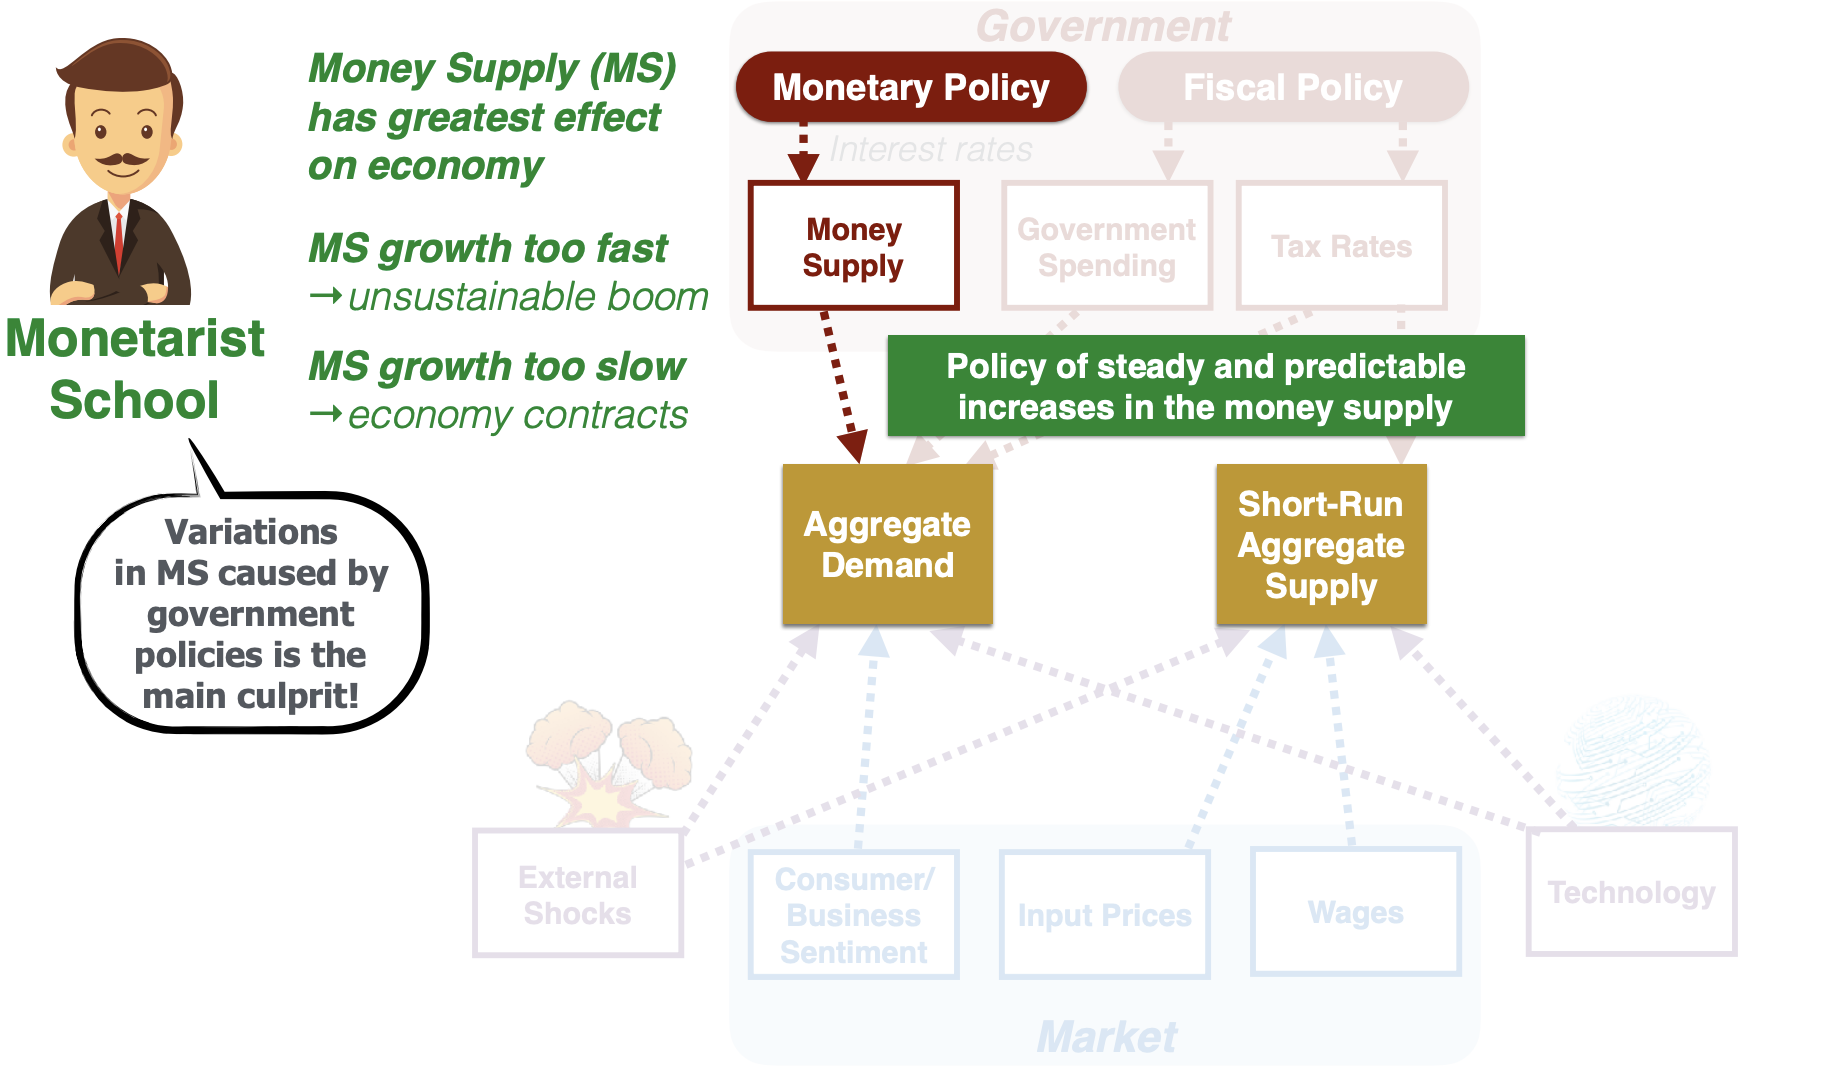 Money Supply (MS)
has greatest effect
on economy
MS growth too fast
→unsustainable boom
MS growth too slow
→economy contracts
Monetarist
School
Variations
in MS caused by
government
policies is the
main culprit!
Government
Monetary Policy
Fiscal Policy
Interest rates
Money
Supply
Government
Spending
Tax Rates
Policy of steady and predictable
increases in the money supply
Aggregate
Demand
Short-Run
Aggregate
Supply
External
Shocks
Consumer/
Business
Sentiment
Input Prices
Wages
Technology
Market